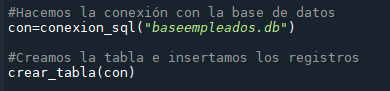 #Hacemos la conexión con la base de datos
con=conexion_sql("baseempleados.db")
#Creamos la tabla e insertamos los registros
crear_tabla(con)